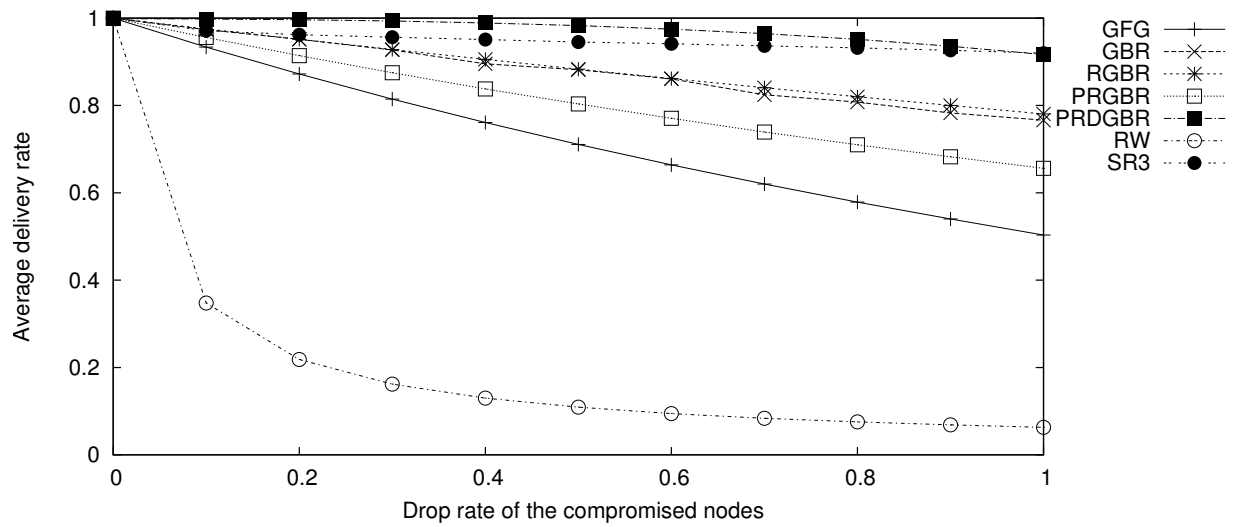 1
0.8
0.6
0.4
0.2
0
0 0.2 0.4 0.6 0.8 1
Average delivery rate
Drop rate of the compromised nodes
GFG
GBR
RGBR
PRGBR
PRDGBR
RW
SR3